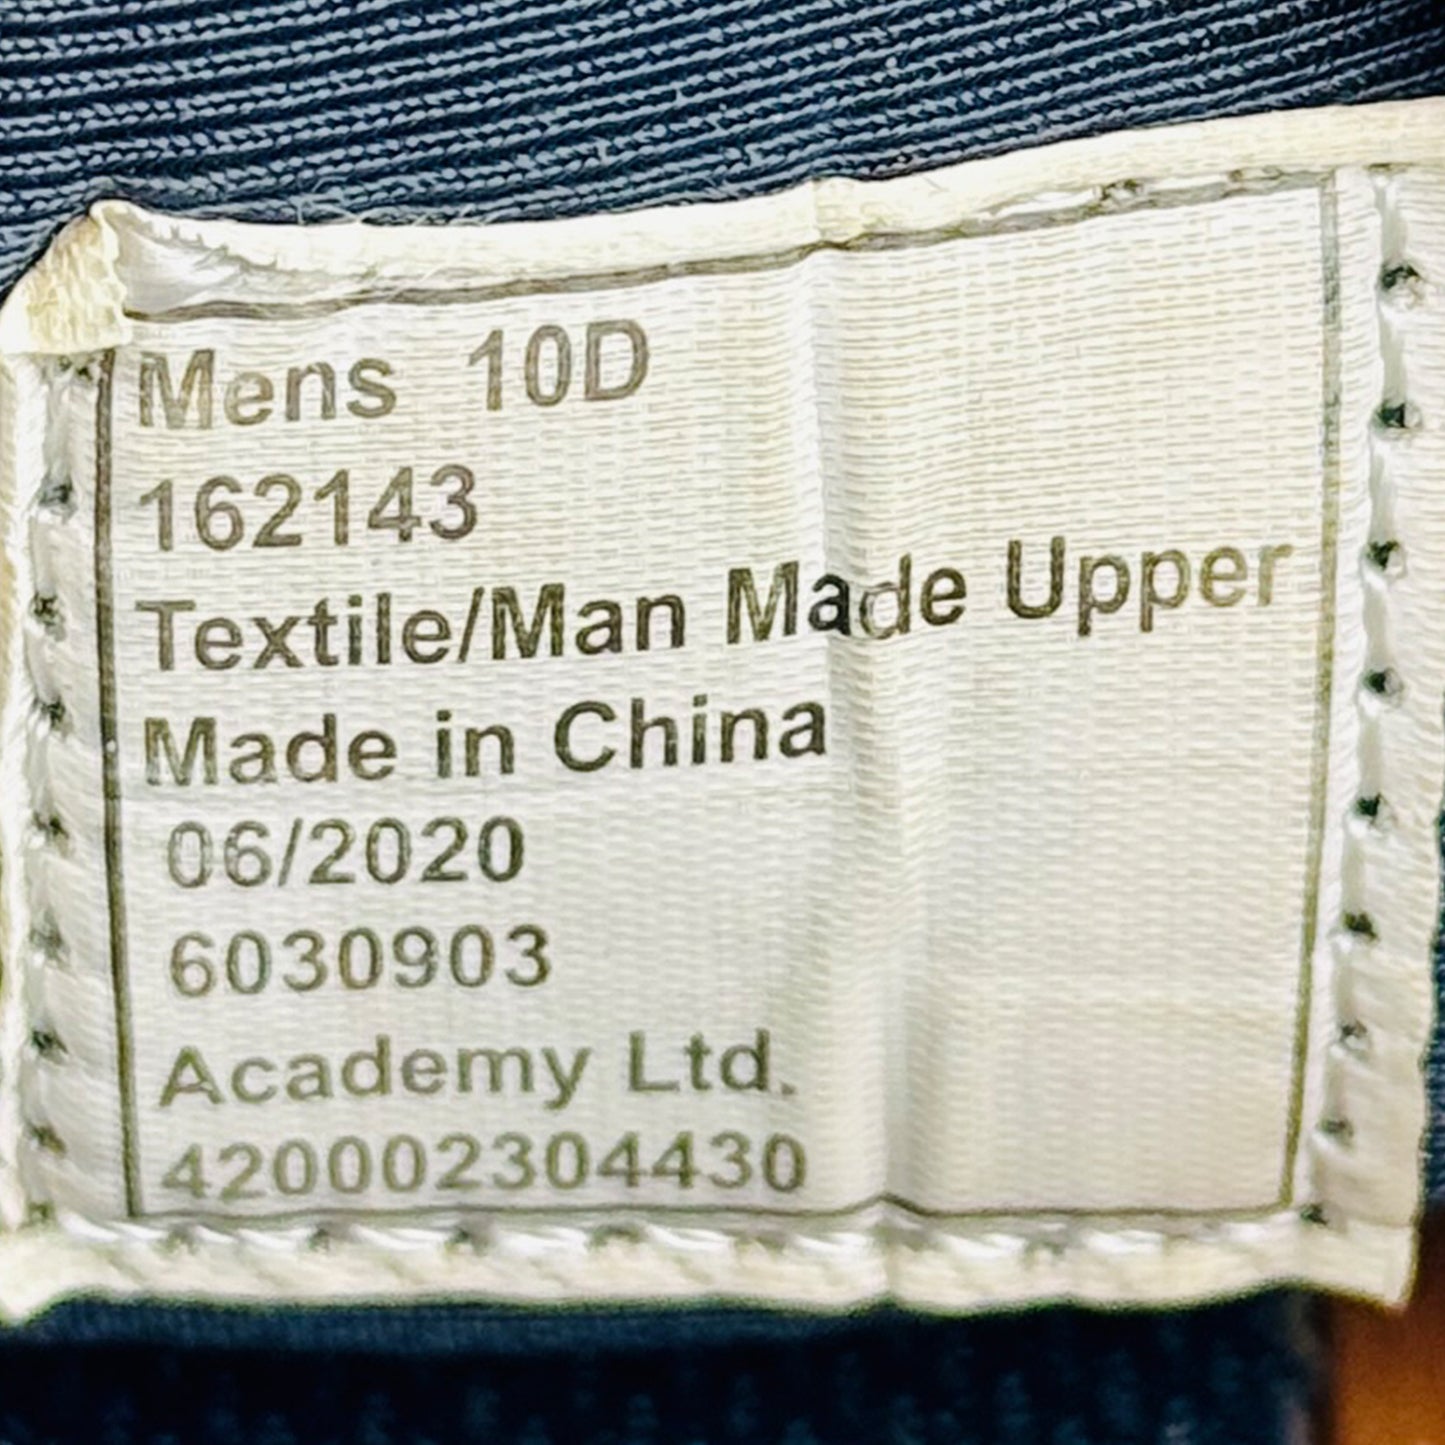 Mens 10D
162143
Textile/Man Made Upper
Made in China
06/2020
6030903
Academy Ltd.
420002304430